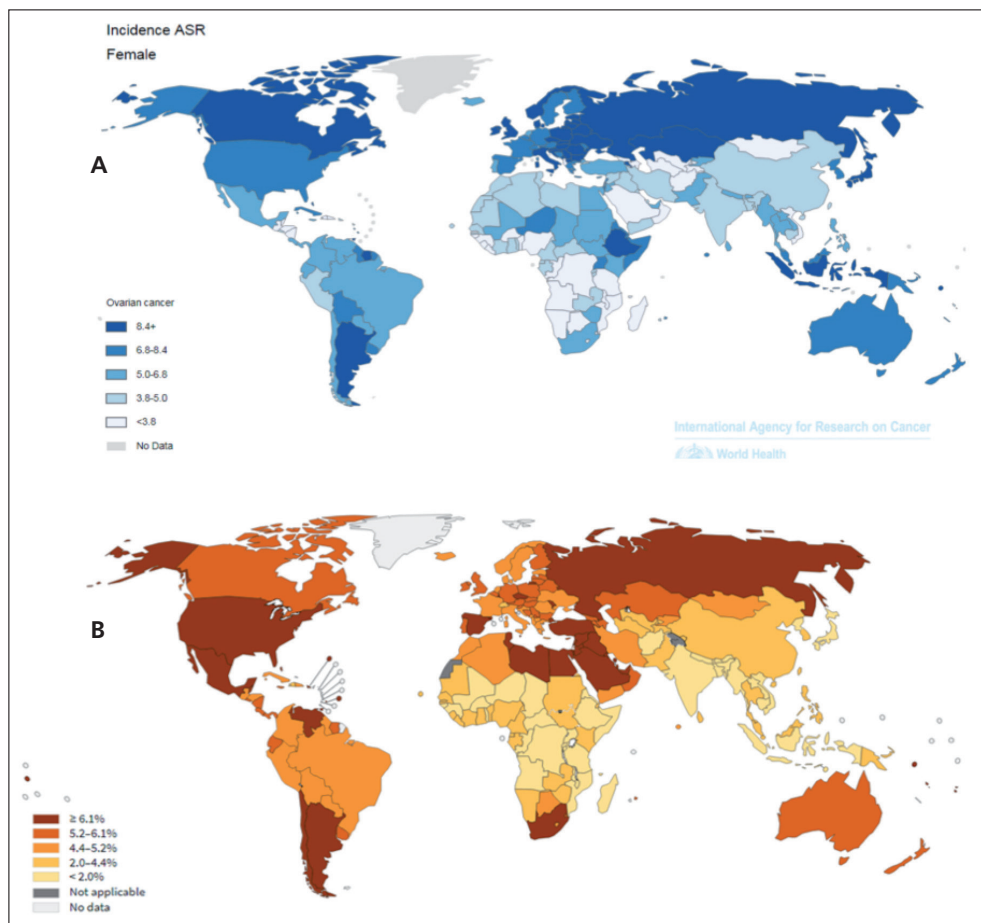 Incidence ASR
Female
A
Ovarian cancer
8.4+
6.8-8.4
5.0-6.8
3.8-5.0
<3.8
No Data
International Agency for Research on Cancer
World Health
B
≥ 6.1%
5.2–6.1%
4.4–5.2%
2.0–4.4%
< 2.0%
Not applicable
No data